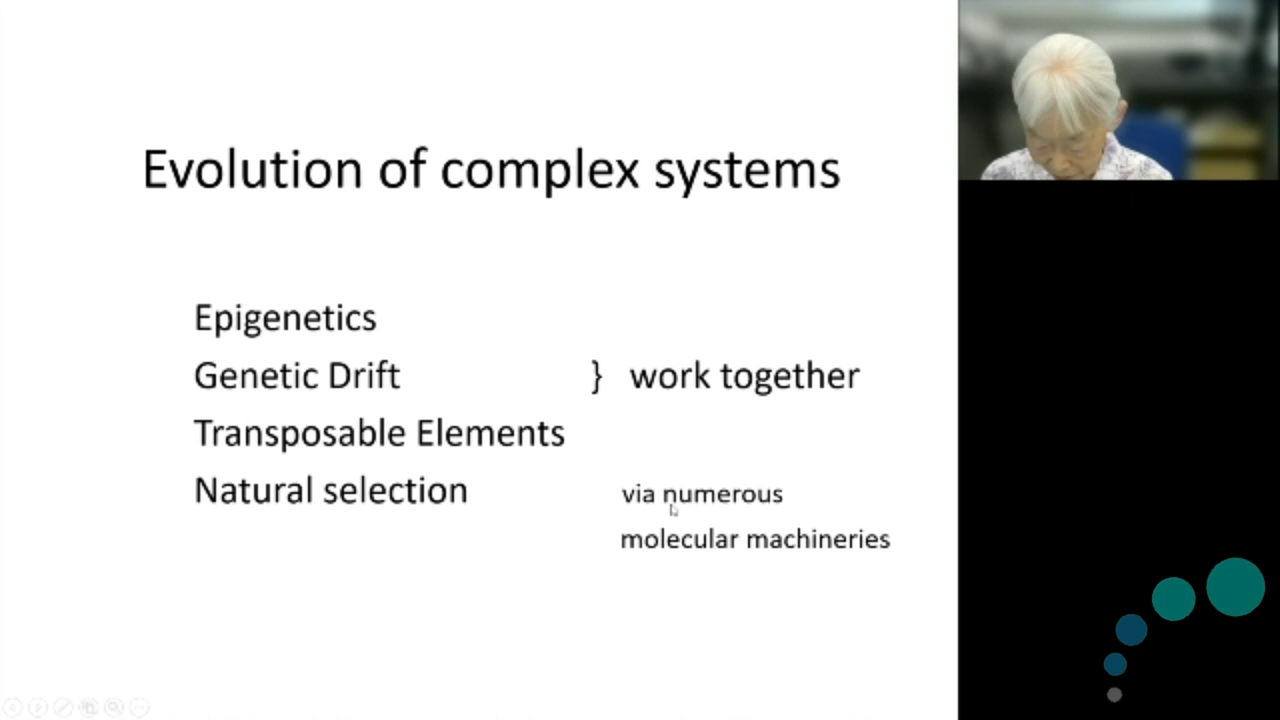 Evolution of complex systems
Epigenetics
Genetic Drift } work together
Transposable Elements
Natural selection via numerous
molecular machineries